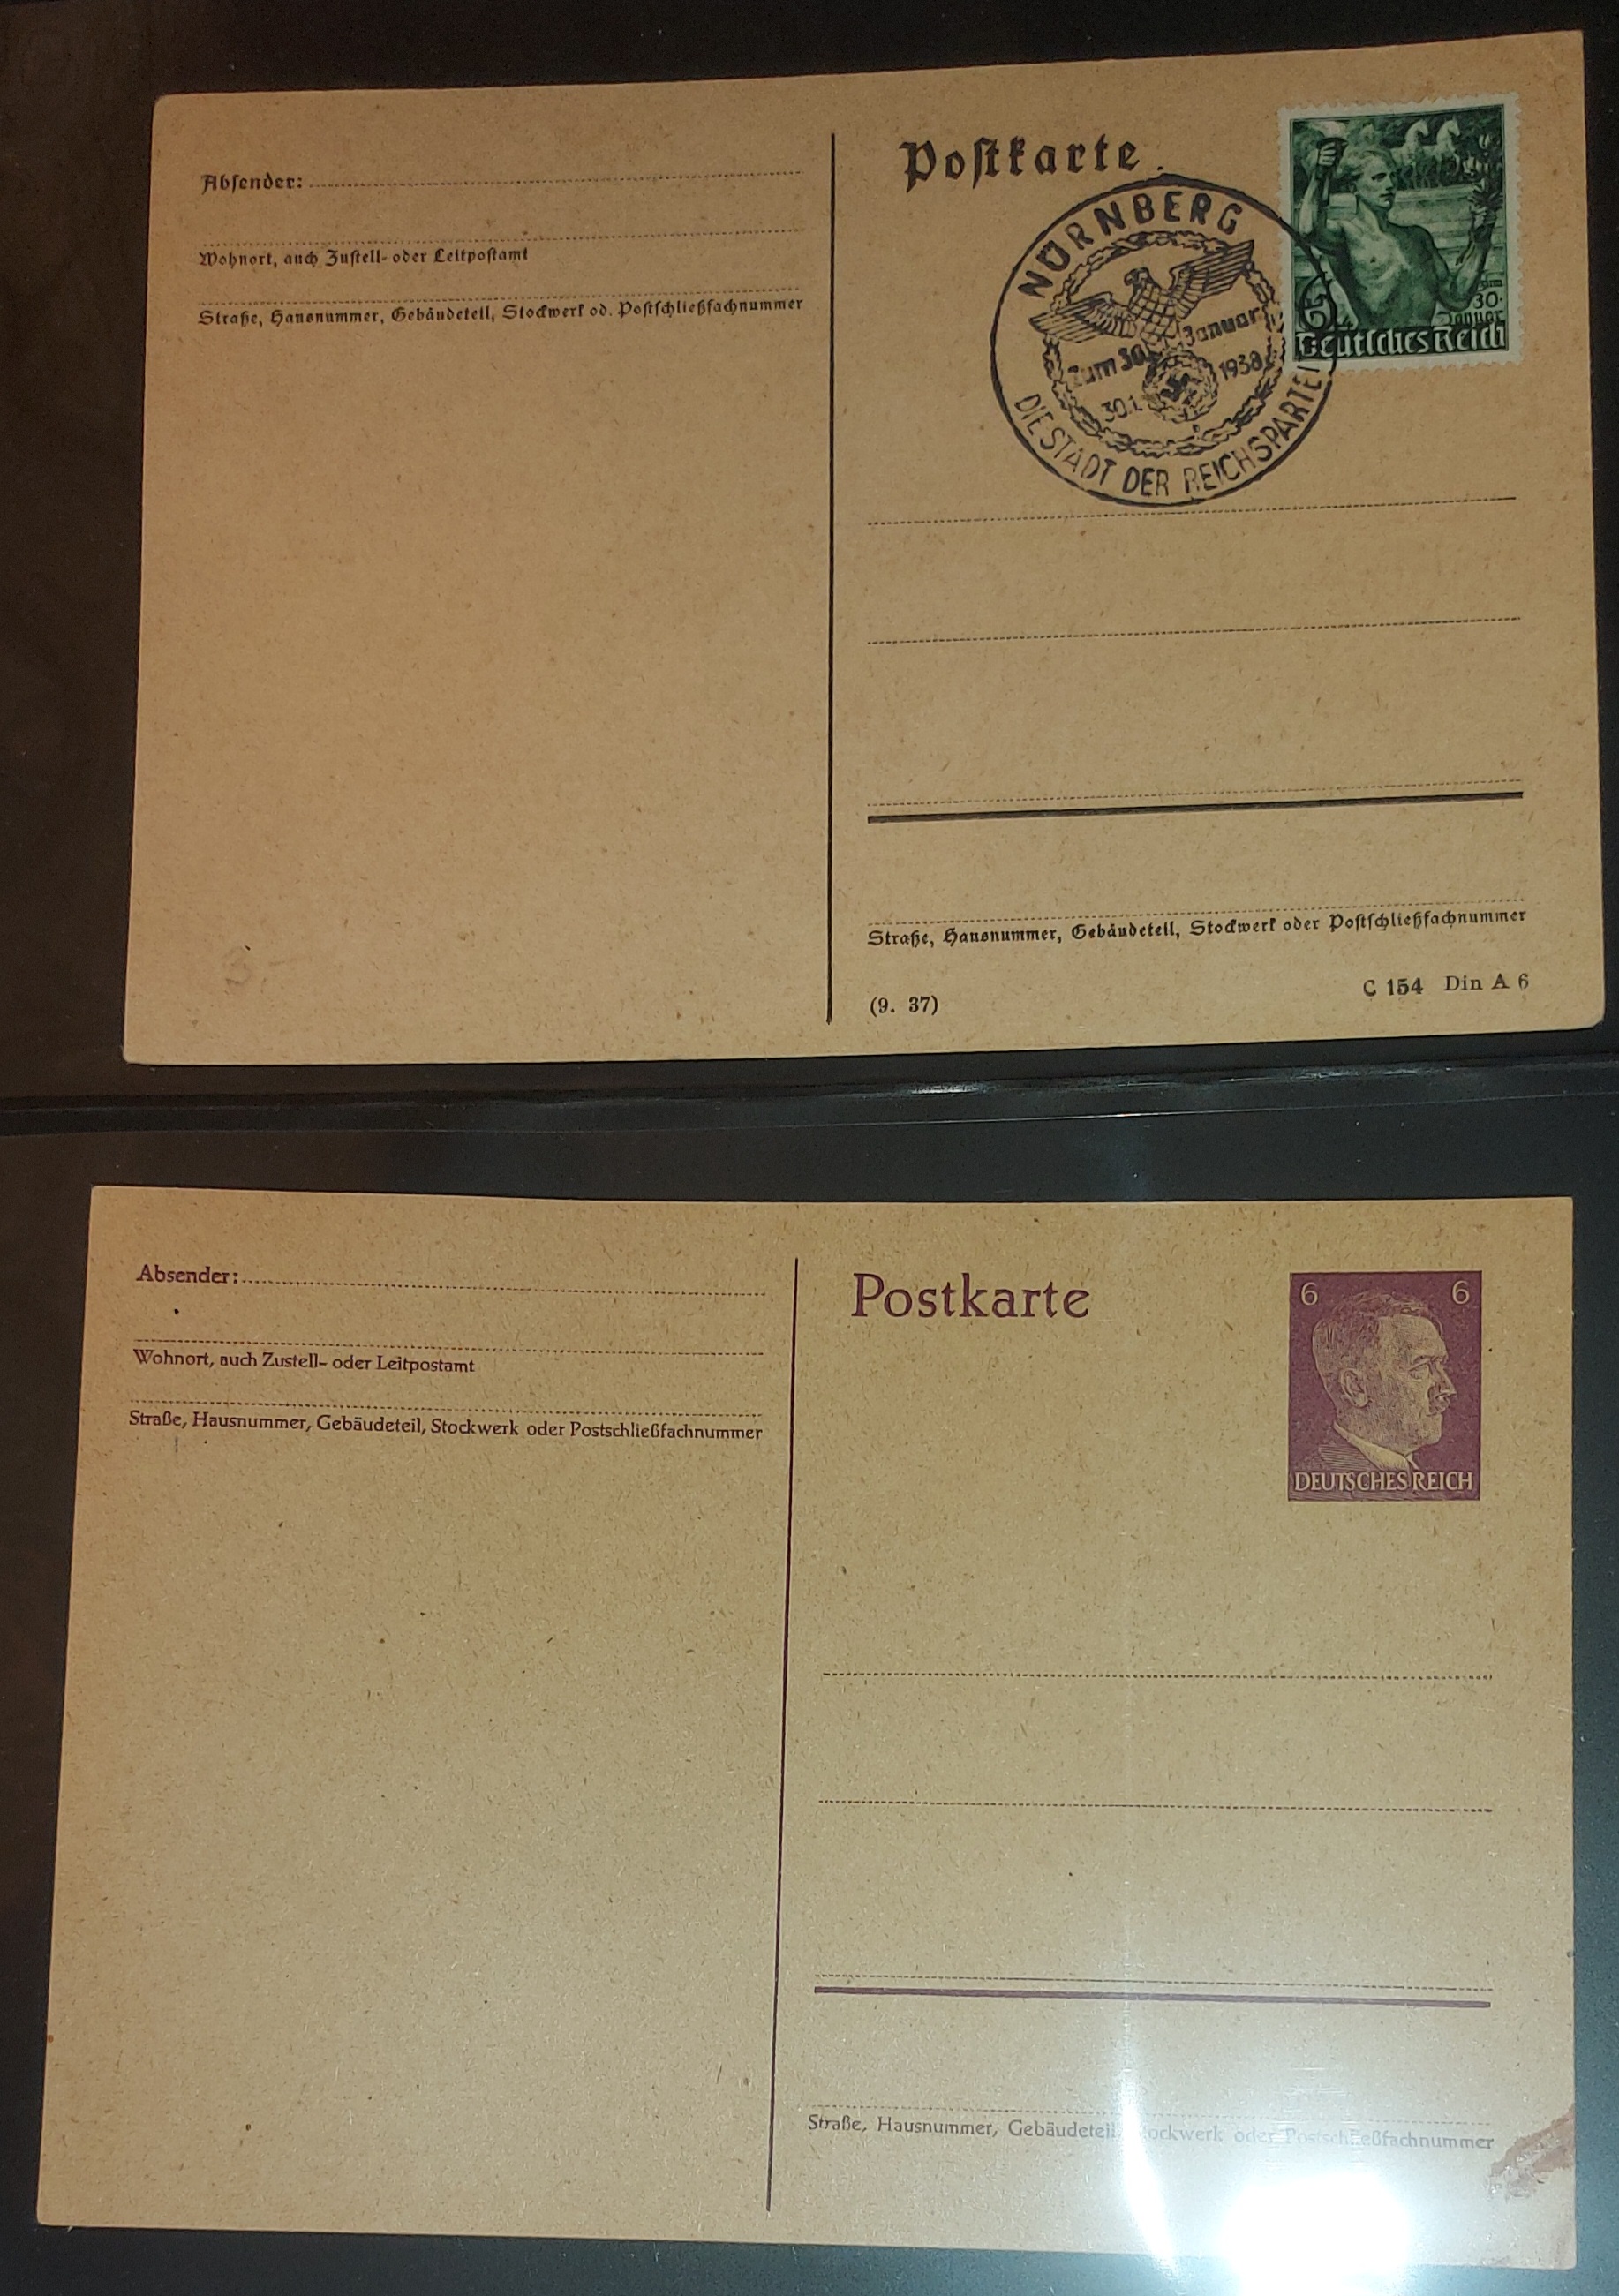 Absender:
Wohnort, auch Zustell- oder Leitpostamt
Straße, Hausnummer, Gebäudeteil, Stockwerk od. Postschließfachnummer
Postkarte
NÜRNBERG
Zum 30. Januar
30.1. 1938
DIE STADT DER REICHSPARTEI
zum
30.
Januar
6
Deutsches Reich
Straße, Hausnummer, Gebäudeteil, Stockwerk oder Postschließfachnummer
(9. 37)
C 154 Din A 6
Absender:
Wohnort, auch Zustell- oder Leitpostamt
Straße, Hausnummer, Gebäudeteil, Stockwerk oder Postschließfachnummer
Postkarte
6 6
DEUTSCHES REICH
Straße, Hausnummer, Gebäudeteil, Stockwerk oder Postschließfachnummer